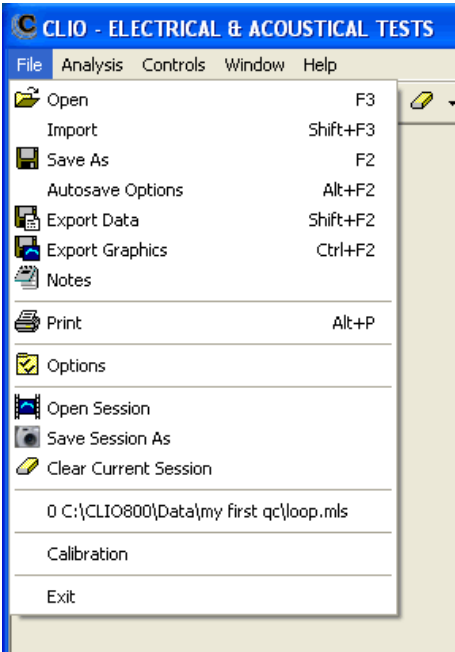 CLIO - ELECTRICAL & ACOUSTICAL TESTS
File Analysis Controls Window Help
Open F3
Import Shift+F3
Save As F2
Autosave Options Alt+F2
Export Data Shift+F2
Export Graphics Ctrl+F2
Notes
Print Alt+P
Options
Open Session
Save Session As
Clear Current Session
0 C:\CLIO800\Data\my first qc\loop.mls
Calibration
Exit